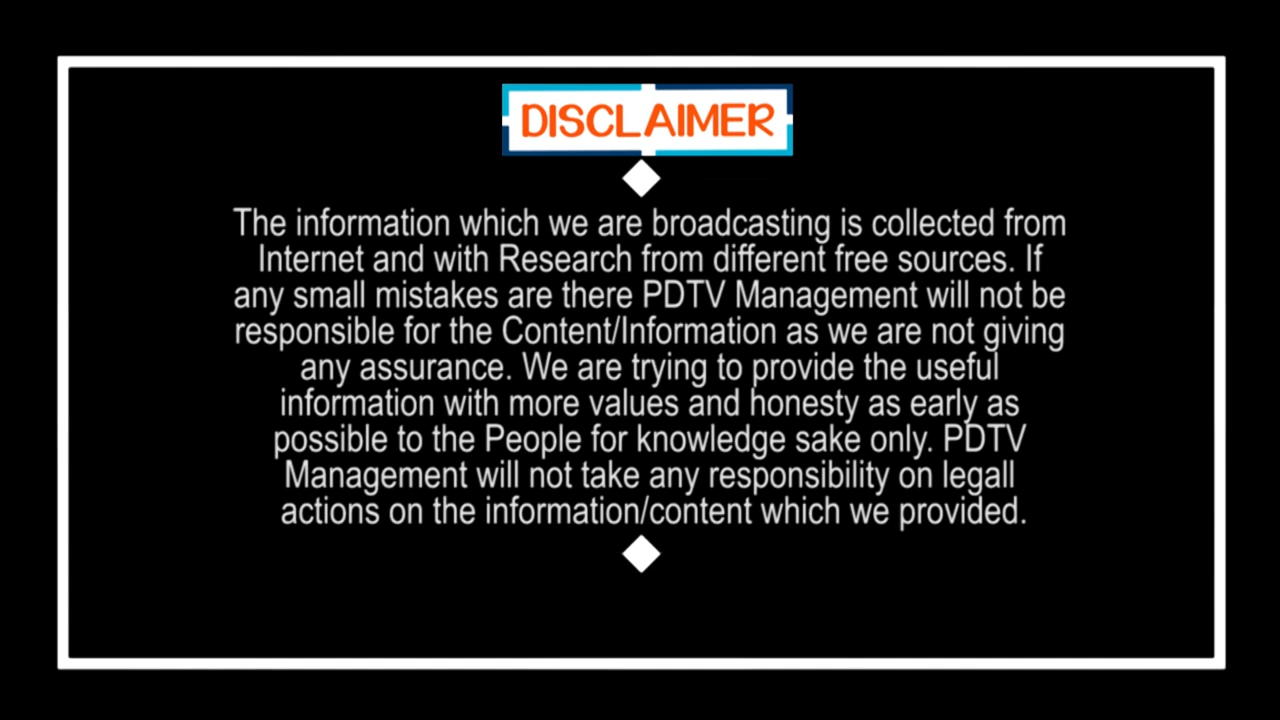 DISCLAIMER
The information which we are broadcasting is collected from
Internet and with Research from different free sources. If
any small mistakes are there PDTV Management will not be
responsible for the Content/Information as we are not giving
any assurance. We are trying to provide the useful
information with more values and honesty as early as
possible to the People for knowledge sake only. PDTV
Management will not take any responsibility on legall
actions on the information/content which we provided.